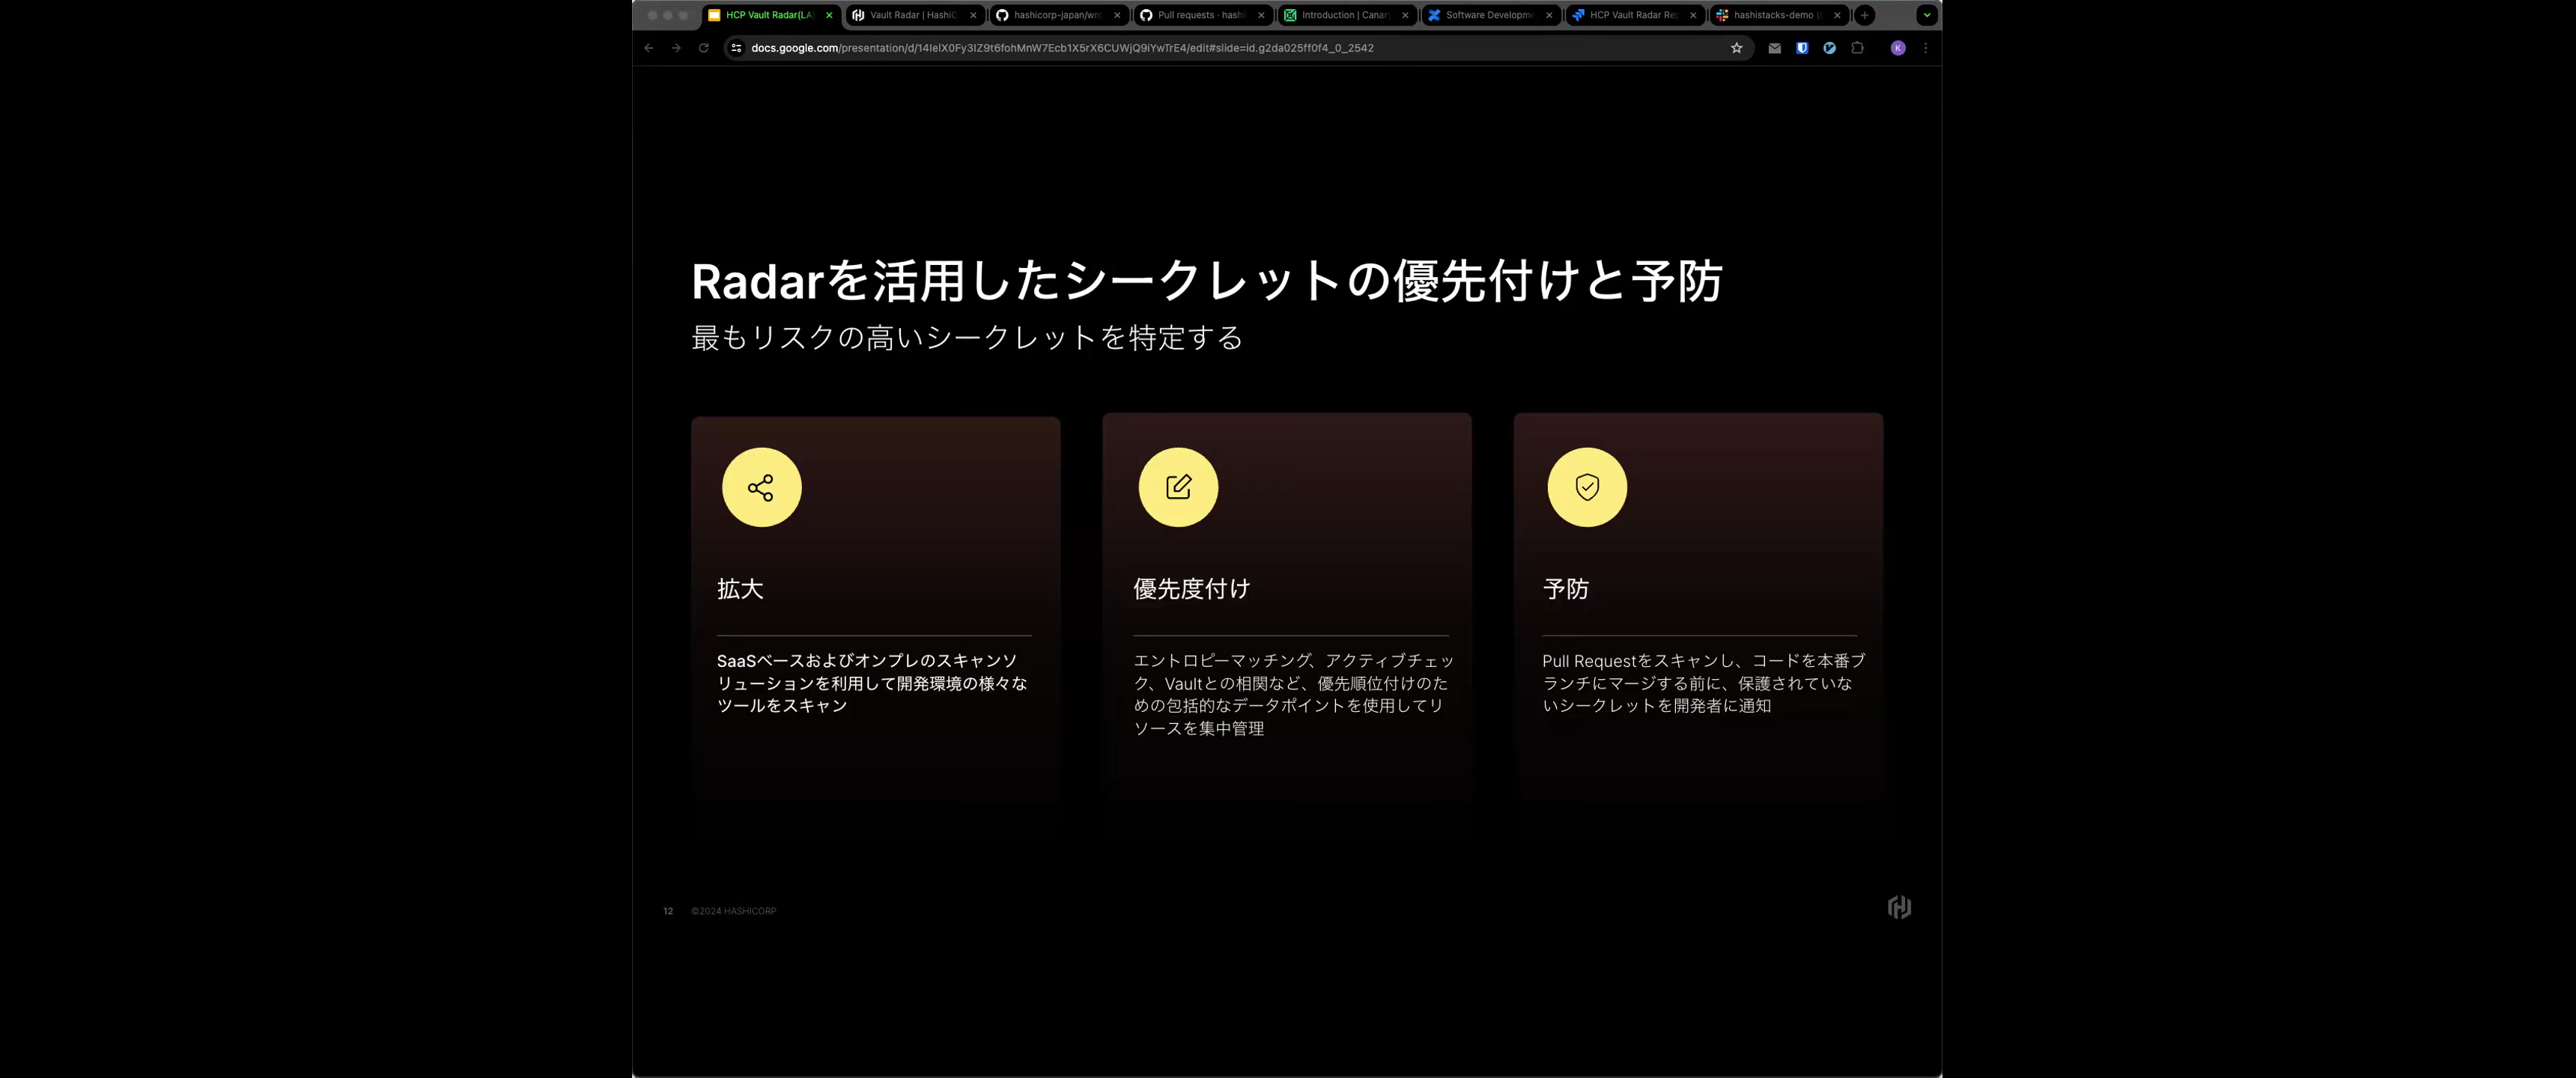 HCP Vault Radar(LA)
Vault Radar | HashiC
hashicorp-japan/
Pull requests · hashi
Introduction | Canar
Software Developme
HCP Vault Radar Re
hashistacks-demo
docs.google.com/presentation/d/14IelX0Fy3IZ9t6fohMnW7Ecb1X5rX6CUWjQ9iYwTrE4/edit#slide=id.g2da025ff0f4_0_2542
K
Radarを活用したシークレットの優先付けと予防
最もリスクの高いシークレットを特定する
拡大
SaaSベースおよびオンプレのスキャンソ
リューションを利用して開発環境の様々な
ツールをスキャン
優先度付け
エントロピーマッチング、アクティブチェッ
ク、Vaultとの相関など、優先順位付けのた
めの包括的なデータポイントを使用してリ
ソースを集中管理
予防
Pull Requestをスキャンし、コードを本番ブ
ランチにマージする前に、保護されていな
いシークレットを開発者に通知
12 ©2024 HASHICORP